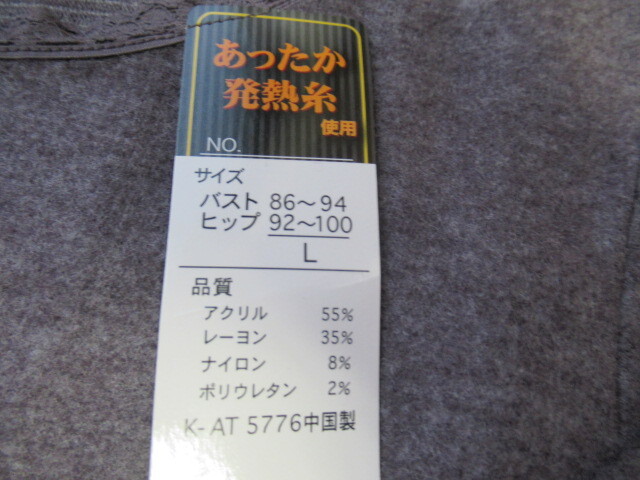 あったか
発熱糸
使用
NO.
サイズ
バスト 86～94
ヒップ 92～100
L
品質
アクリル 55%
レーヨン 35%
ナイロン 8%
ポリウレタン 2%
K-AT 5776中国製